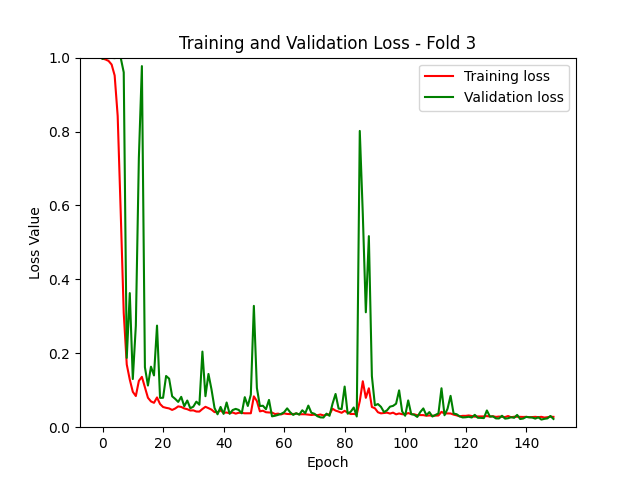 Training and Validation Loss - Fold 3
1.0
0.8
0.6
0.4
0.2
0.0
Loss Value
Training loss
Validation loss
0 20 40 60 80 100 120 140
Epoch